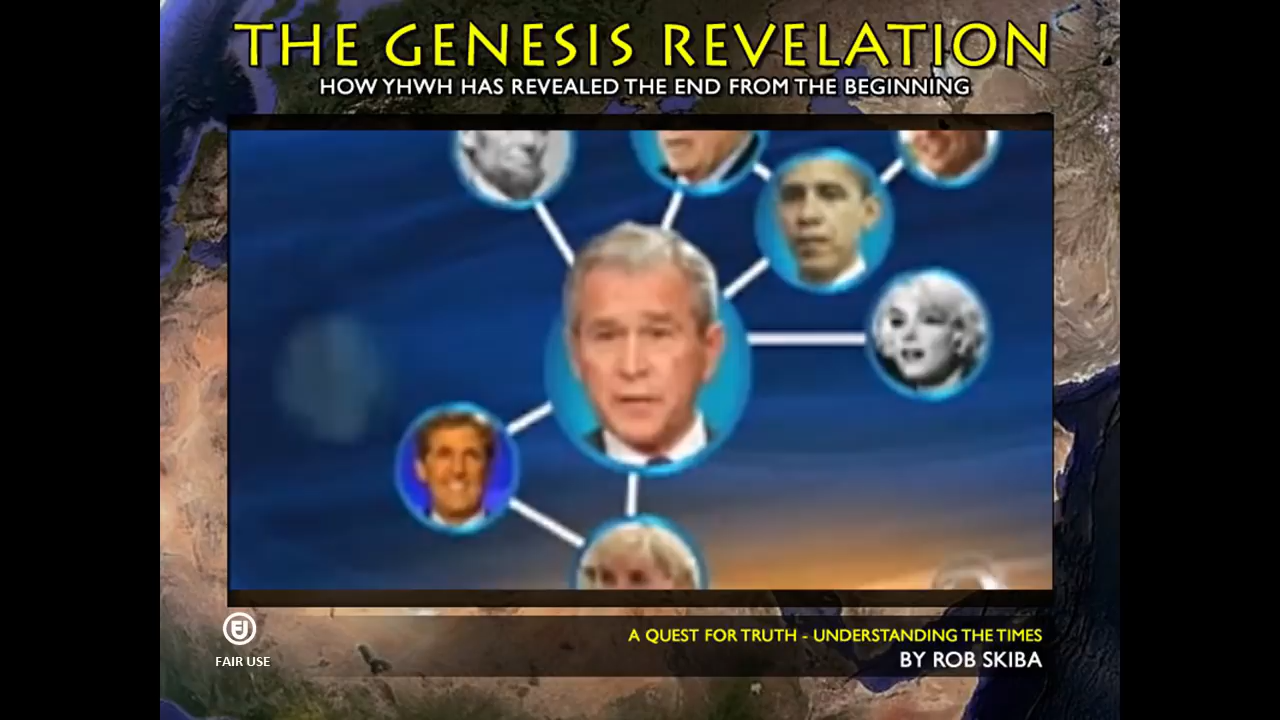 THE GENESIS REVELATION
HOW YHWH HAS REVEALED THE END FROM THE BEGINNING
A QUEST FOR TRUTH - UNDERSTANDING THE TIMES
BY ROB SKIBA
FAIR USE